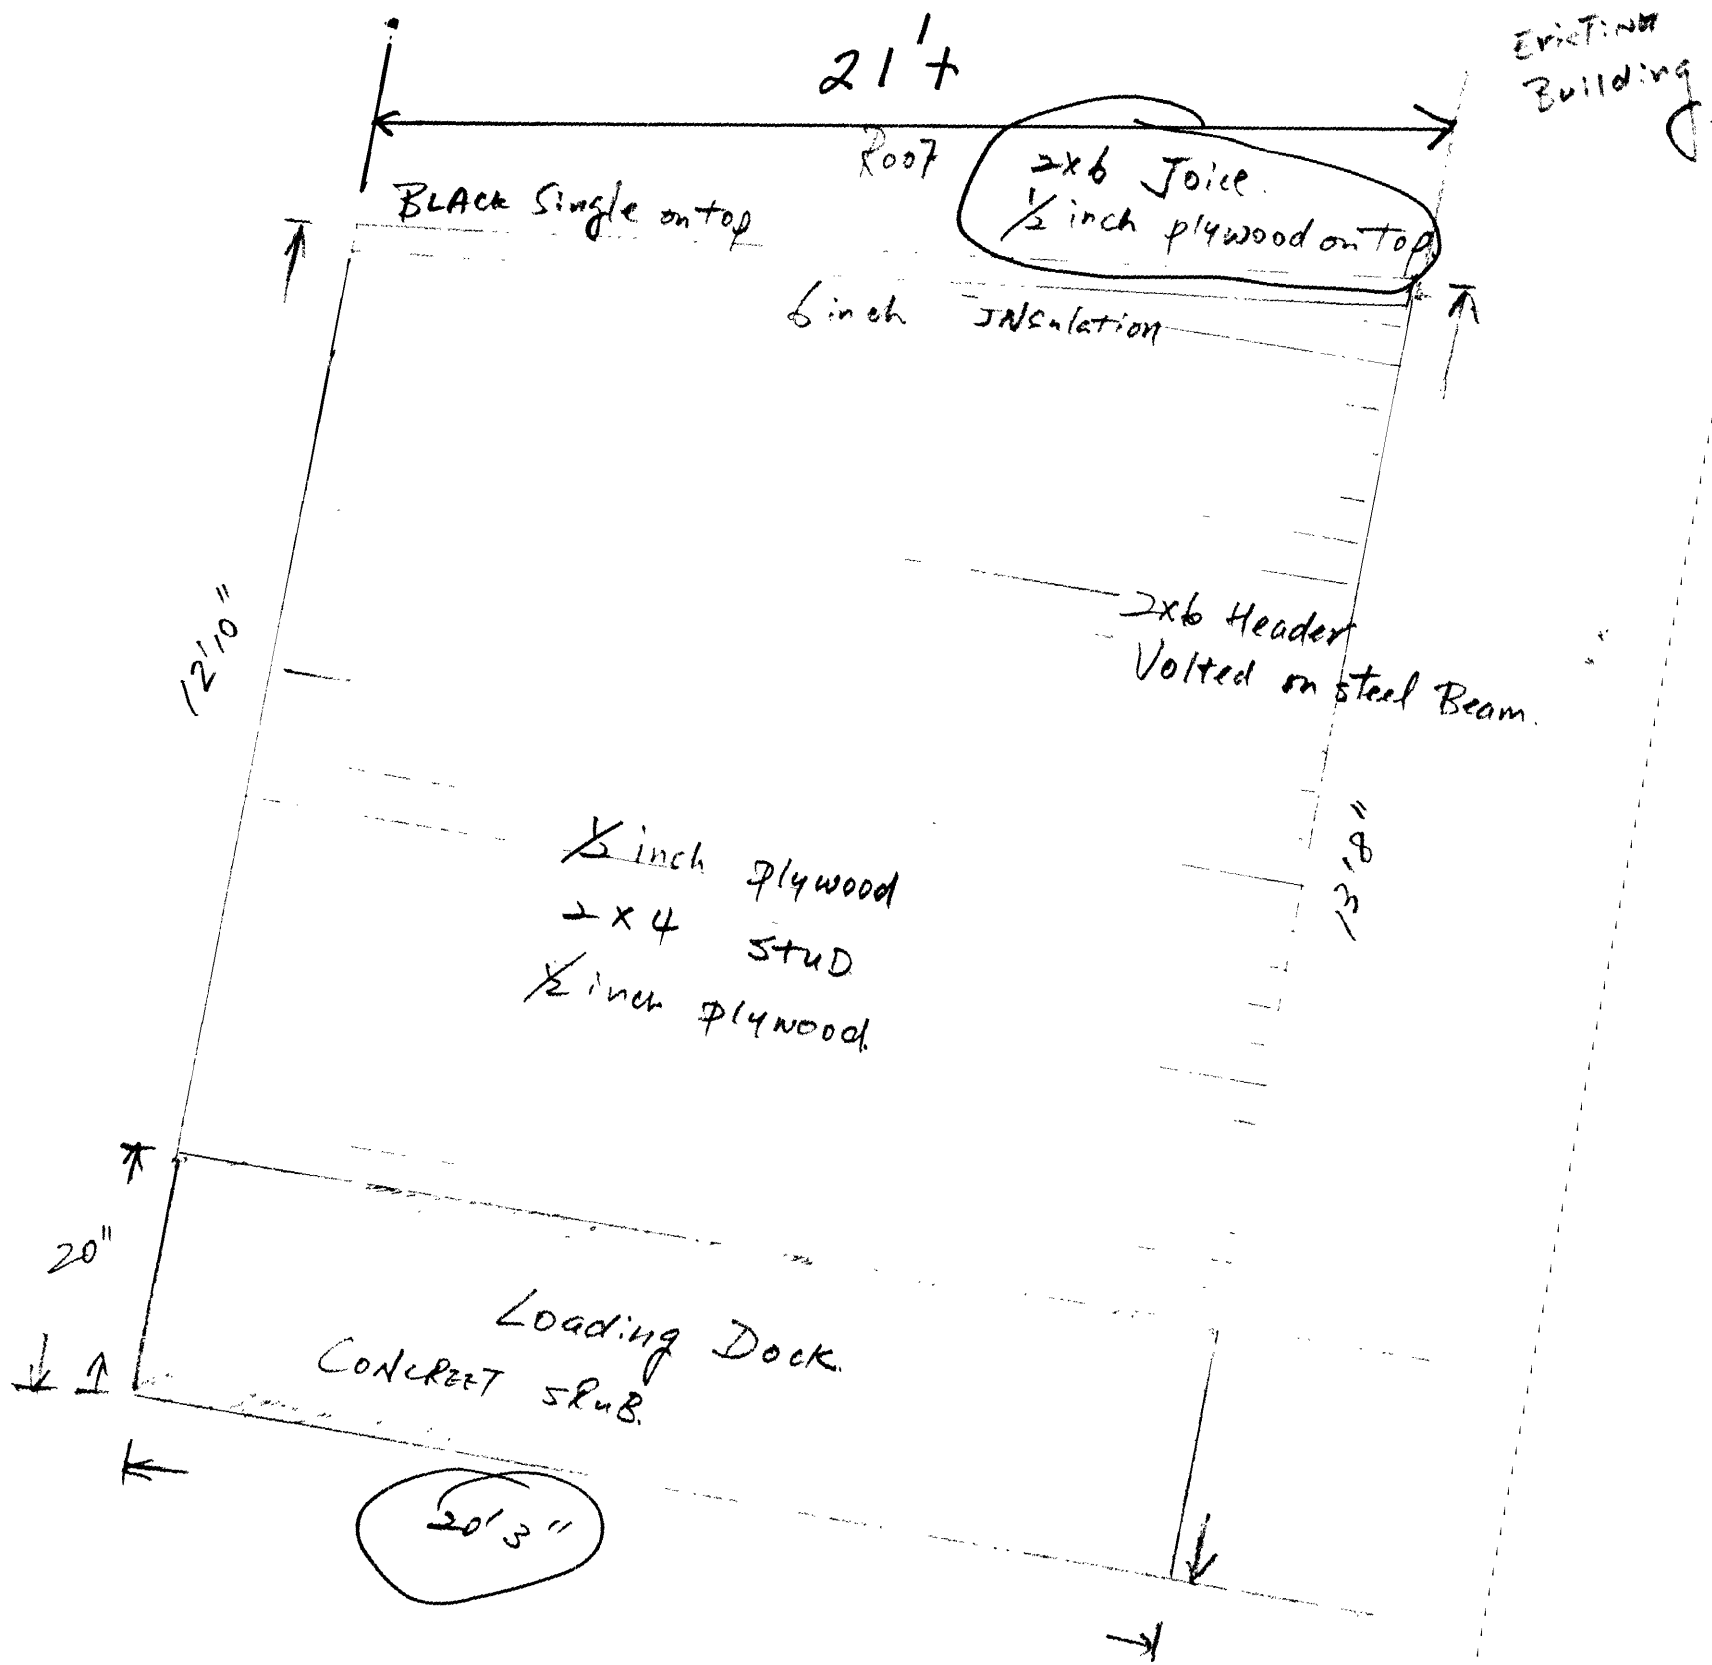 21'+
Existing
Building
Roof
2x6 Joice.
1/2 inch plywood on top
BLACK Single on top
6 inch INSulation
2x6 Header
Volted on steel Beam.
12'10"
13'8"
1/2 inch plywood
2x4 StuD
1/2 inch plywood.
20"
Loading Dock.
CONCREET SRuB.
20'3"